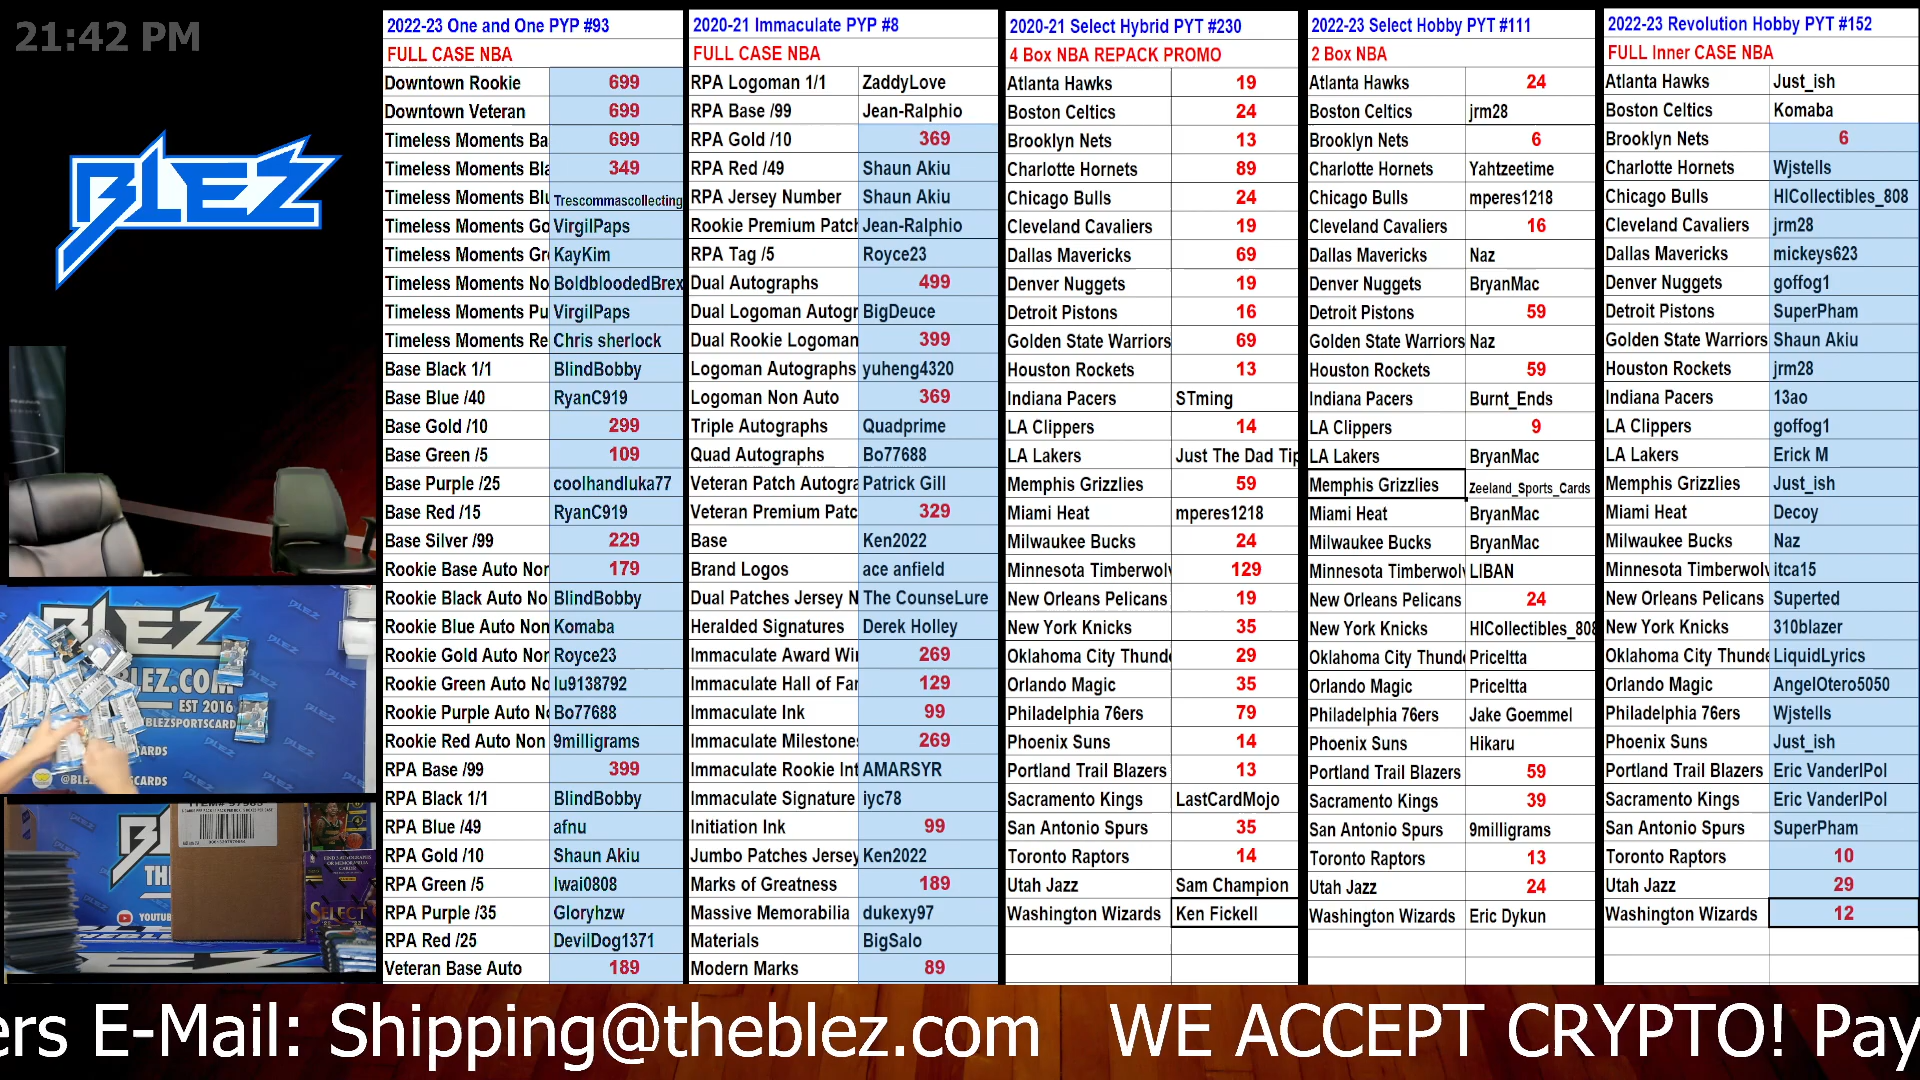 21:42 PM
BLEZ
2022-23 One and One PYP #93
FULL CASE NBA
Downtown Rookie 699
Downtown Veteran 699
Timeless Moments Ba 699
Timeless Moments Bla 349
Timeless Moments Blu Trescommascollecting
Timeless Moments Go VirgilPaps
Timeless Moments Gr KayKim
Timeless Moments No BoldbloodedBrex
Timeless Moments Pu VirgilPaps
Timeless Moments Re Chris sherlock
Base Black 1/1 BlindBobby
Base Blue /40 RyanC919
Base Gold /10 299
Base Green /5 109
Base Purple /25 coolhandluka77
Base Red /15 RyanC919
Base Silver /99 229
Rookie Base Auto Nor 179
Rookie Black Auto No BlindBobby
Rookie Blue Auto Non Komaba
Rookie Gold Auto Nor Royce23
Rookie Green Auto No lu9138792
Rookie Purple Auto No Bo77688
Rookie Red Auto Non 9milligrams
RPA Base /99 399
RPA Black 1/1 BlindBobby
RPA Blue /49 afnu
RPA Gold /10 Shaun Akiu
RPA Green /5 Iwai0808
RPA Purple /35 Gloryhzw
RPA Red /25 DevilDog1371
Veteran Base Auto 189
2020-21 Immaculate PYP #8
FULL CASE NBA
RPA Logoman 1/1 ZaddyLove
RPA Base /99 Jean-Ralphio
RPA Gold /10 369
RPA Red /49 Shaun Akiu
RPA Jersey Number Shaun Akiu
Rookie Premium Patch Jean-Ralphio
RPA Tag /5 Royce23
Dual Autographs 499
Dual Logoman Autogr BigDeuce
Dual Rookie Logoman 399
Logoman Autographs yuheng4320
Logoman Non Auto 369
Triple Autographs Quadprime
Quad Autographs Bo77688
Veteran Patch Autogra Patrick Gill
Veteran Premium Patc 329
Base Ken2022
Brand Logos ace anfield
Dual Patches Jersey N The CounseLure
Heralded Signatures Derek Holley
Immaculate Award Wi 269
Immaculate Hall of Fa 129
Immaculate Ink 99
Immaculate Milestone 269
Immaculate Rookie Int AMARSYR
Immaculate Signature iyc78
Initiation Ink 99
Jumbo Patches Jersey Ken2022
Marks of Greatness 189
Massive Memorabilia dukexy97
Materials BigSalo
Modern Marks 89
2020-21 Select Hybrid PYT #230
4 Box NBA REPACK PROMO
Atlanta Hawks 19
Boston Celtics 24
Brooklyn Nets 13
Charlotte Hornets 89
Chicago Bulls 24
Cleveland Cavaliers 19
Dallas Mavericks 69
Denver Nuggets 19
Detroit Pistons 16
Golden State Warriors 69
Houston Rockets 13
Indiana Pacers STming
LA Clippers 14
LA Lakers Just The Dad Tip
Memphis Grizzlies 59
Miami Heat mperes1218
Milwaukee Bucks 24
Minnesota Timberwolv 129
New Orleans Pelicans 19
New York Knicks 35
Oklahoma City Thund 29
Orlando Magic 35
Philadelphia 76ers 79
Phoenix Suns 14
Portland Trail Blazers 13
Sacramento Kings LastCardMojo
San Antonio Spurs 35
Toronto Raptors 14
Utah Jazz Sam Champion
Washington Wizards Ken Fickell
2022-23 Select Hobby PYT #111
2 Box NBA
Atlanta Hawks 24
Boston Celtics jrm28
Brooklyn Nets 6
Charlotte Hornets Yahtzeetime
Chicago Bulls mperes1218
Cleveland Cavaliers 16
Dallas Mavericks Naz
Denver Nuggets BryanMac
Detroit Pistons 59
Golden State Warriors Naz
Houston Rockets 59
Indiana Pacers Burnt_Ends
LA Clippers 9
LA Lakers BryanMac
Memphis Grizzlies Zeeland_Sports_Cards
Miami Heat BryanMac
Milwaukee Bucks BryanMac
Minnesota Timberwolv LIBAN
New Orleans Pelicans 24
New York Knicks HICollectibles_808
Oklahoma City Thund PriceItta
Orlando Magic PriceItta
Philadelphia 76ers Jake Goemmel
Phoenix Suns Hikaru
Portland Trail Blazers 59
Sacramento Kings 39
San Antonio Spurs 9milligrams
Toronto Raptors 13
Utah Jazz 24
Washington Wizards Eric Dykun
2022-23 Revolution Hobby PYT #152
FULL Inner CASE NBA
Atlanta Hawks Just_ish
Boston Celtics Komaba
Brooklyn Nets 6
Charlotte Hornets Wjstells
Chicago Bulls HICollectibles_808
Cleveland Cavaliers jrm28
Dallas Mavericks mickeys623
Denver Nuggets goffog1
Detroit Pistons SuperPham
Golden State Warriors Shaun Akiu
Houston Rockets jrm28
Indiana Pacers 13ao
LA Clippers goffog1
LA Lakers Erick M
Memphis Grizzlies Just_ish
Miami Heat Decoy
Milwaukee Bucks Naz
Minnesota Timberwolv itca15
New Orleans Pelicans Superted
New York Knicks 310blazer
Oklahoma City Thunde LiquidLyrics
Orlando Magic AngelOtero5050
Philadelphia 76ers Wjstells
Phoenix Suns Just_ish
Portland Trail Blazers Eric VanderlPol
Sacramento Kings Eric VanderlPol
San Antonio Spurs SuperPham
Toronto Raptors 10
Utah Jazz 29
Washington Wizards 12
BLEZ
LEZ.COM
EST 2016
BLEZSPORTSCARD
ARDS
@BLE CARDS
TH
YOUTUB
SELECT
ers E-Mail: Shipping@theblez.com WE ACCEPT CRYPTO! Pay